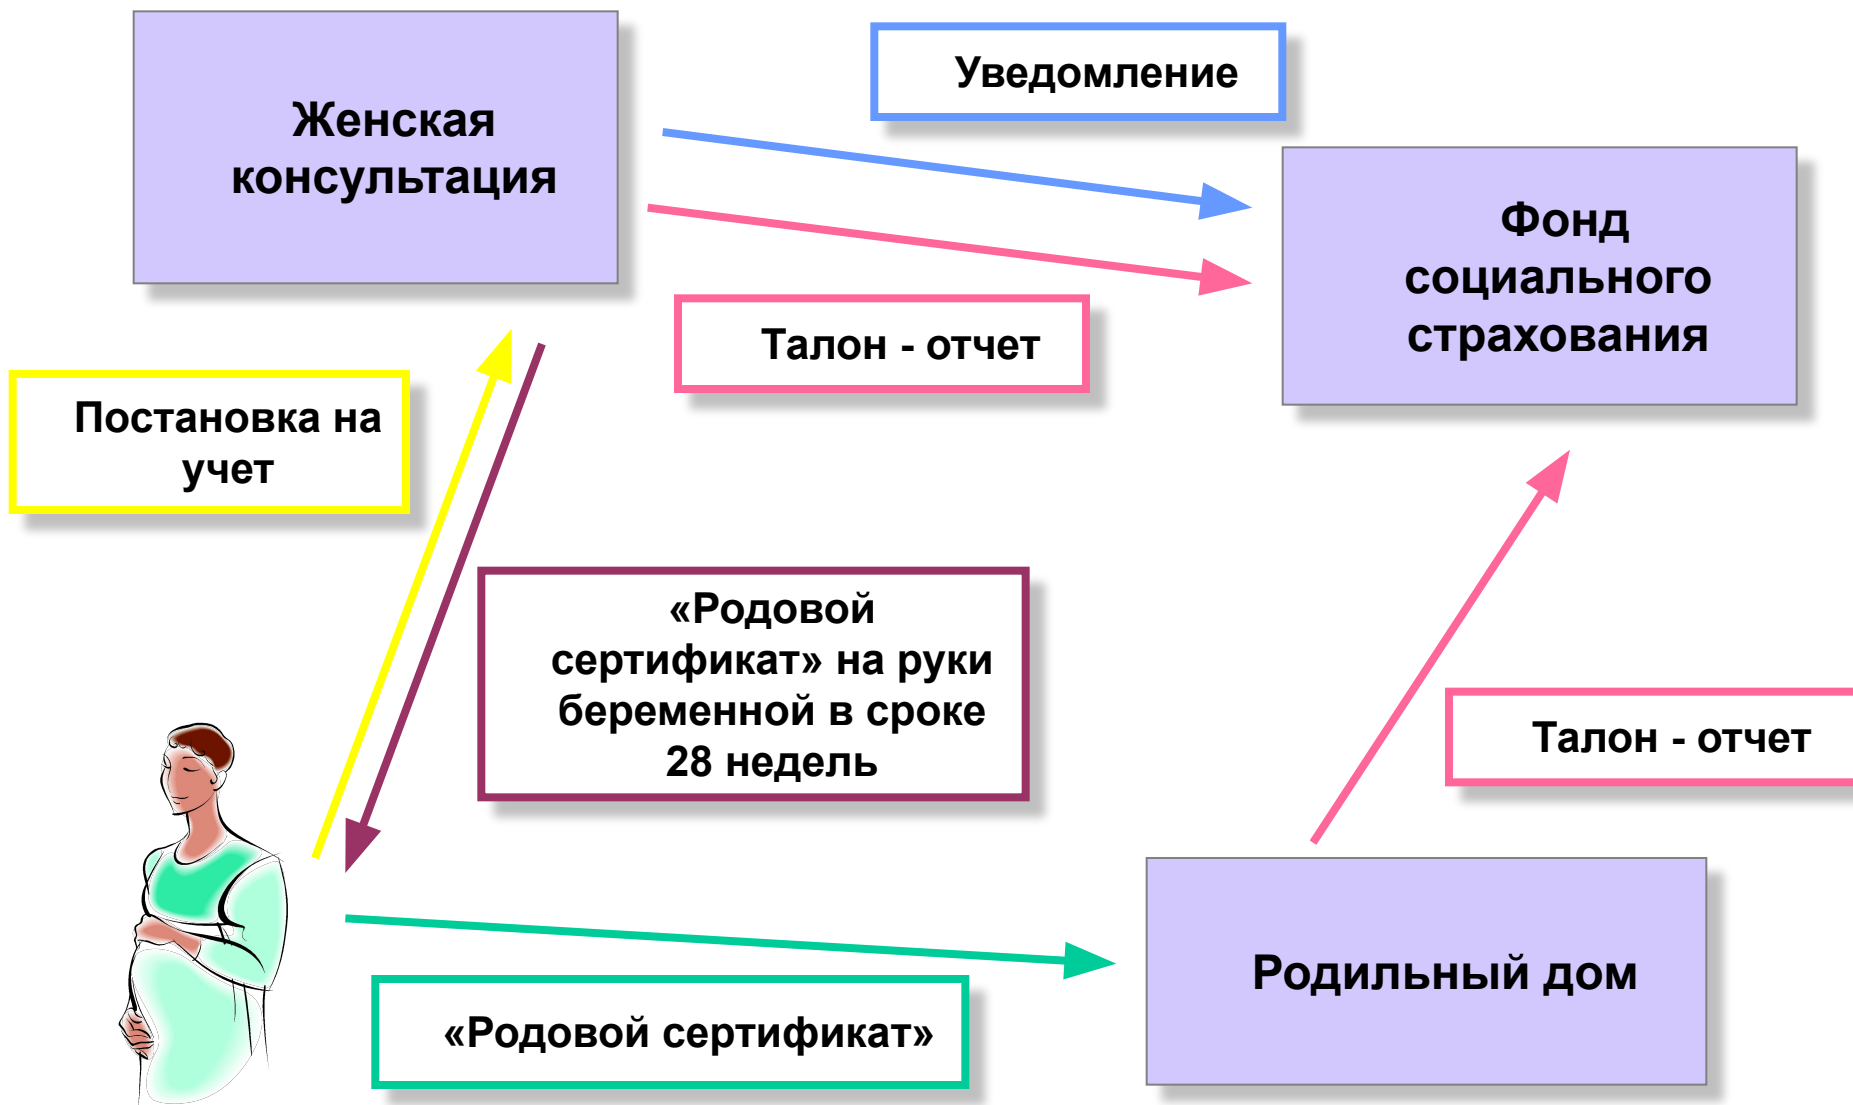 Женская
консультация
Уведомление
Фонд
социального
страхования
Талон - отчет
Постановка на
учет
«Родовой
сертификат» на руки
беременной в сроке
28 недель
Талон - отчет
Родильный дом
«Родовой сертификат»